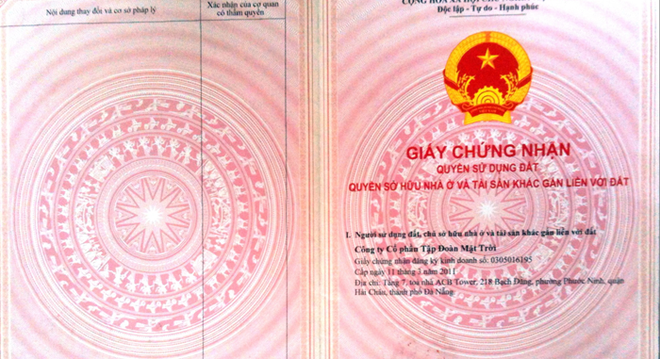 Nội dung thay đổi và cơ sở pháp lý
Xác nhận của cơ quan
có thẩm quyền
Độc lập - Tự do - Hạnh phúc
GIẤY CHỨNG NHẬN
QUYỀN SỬ DỤNG ĐẤT
QUYỀN SỞ HỮU NHÀ Ở VÀ TÀI SẢN KHÁC GẮN LIỀN VỚI ĐẤT
I. Người sử dụng đất, chủ sở hữu nhà ở và tài sản khác gắn liền với đất
Công ty Cổ phần Tập Đoàn Mặt Trời
Giấy chứng nhận đăng ký kinh doanh số: 0305016195
Cấp ngày 11 tháng 3 năm 2011
Địa chỉ: Tầng 7, toà nhà ACB Tower, 218 Bạch Đằng, phường Phước Ninh, quận
Hải Châu, thành phố Đà Nẵng